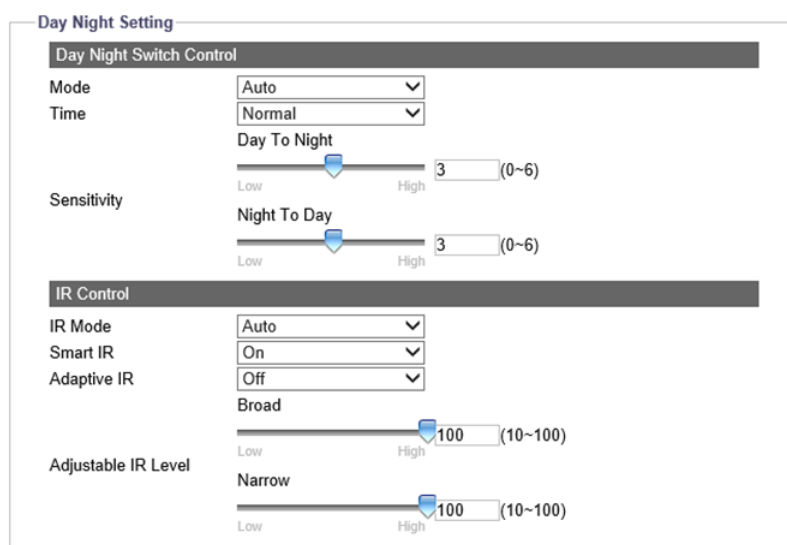 Day Night Setting
Day Night Switch Control
Mode Auto
Time Normal
Day To Night
3 (0~6)
Low High
Sensitivity
Night To Day
3 (0~6)
Low High
IR Control
IR Mode Auto
Smart IR On
Adaptive IR Off
Broad
100 (10~100)
Low High
Adjustable IR Level
Narrow
100 (10~100)
Low High